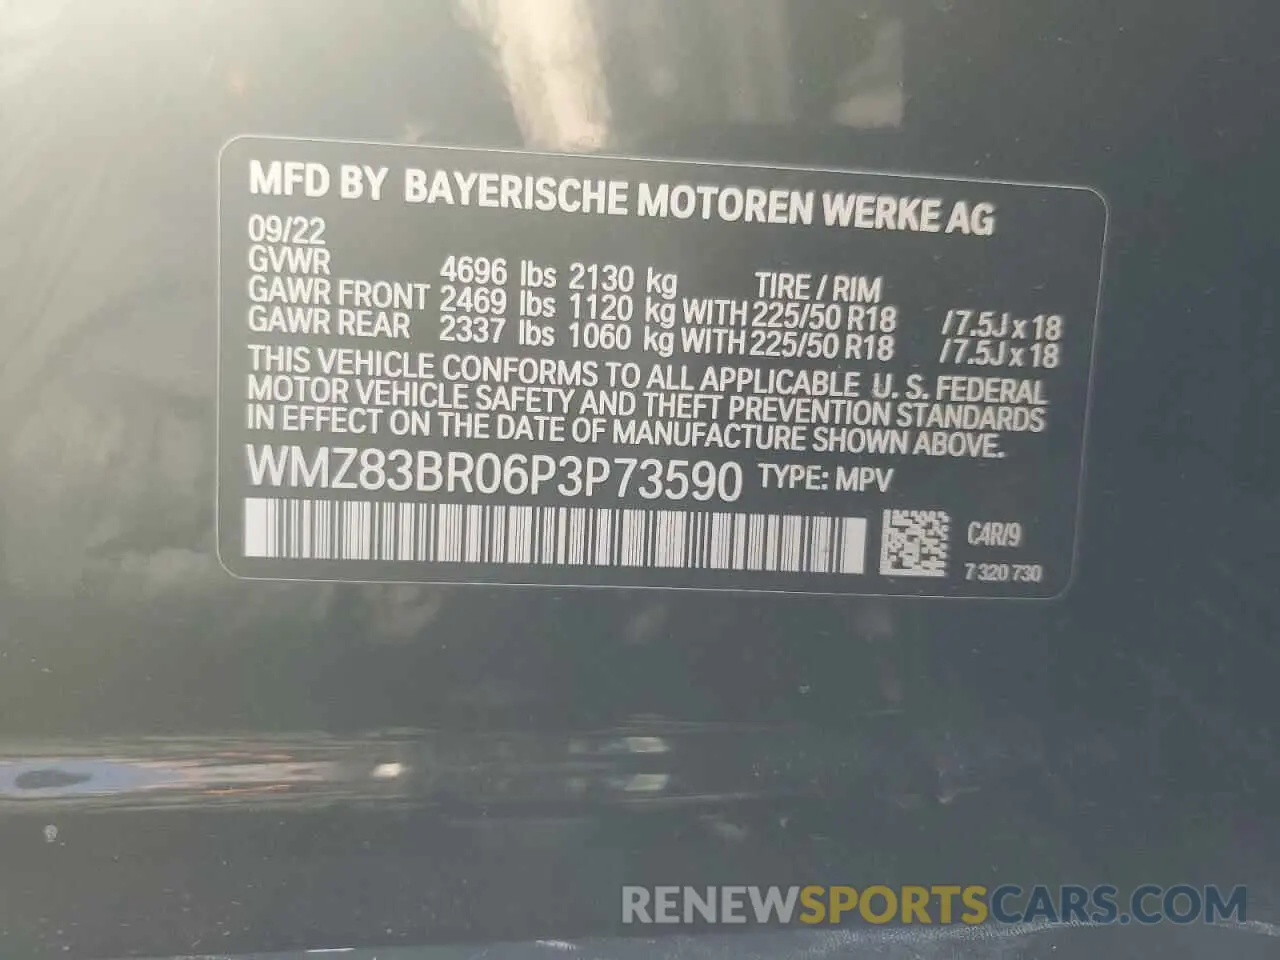 MFD BY BAYERISCHE MOTOREN WERKE AG
09/22
GVWR 4696 lbs 2130 kg TIRE / RIM
GAWR FRONT 2469 lbs 1120 kg WITH 225/50 R18 / 7.5J x 18
GAWR REAR 2337 lbs 1060 kg WITH 225/50 R18 / 7.5J x 18
THIS VEHICLE CONFORMS TO ALL APPLICABLE U. S. FEDERAL
MOTOR VEHICLE SAFETY AND THEFT PREVENTION STANDARDS
IN EFFECT ON THE DATE OF MANUFACTURE SHOWN ABOVE.
WMZ83BR06P3P73590 TYPE: MPV
C4R/9
7 320 730
RENEWSPORTSCARS.COM